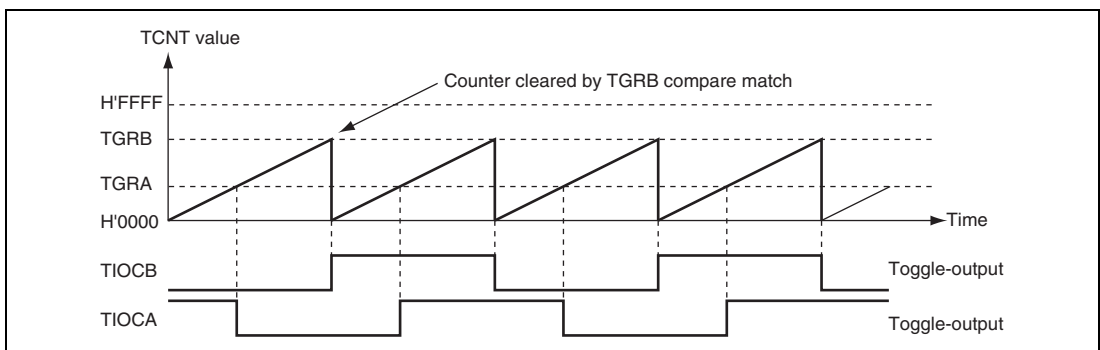 TCNT value
Counter cleared by TGRB compare match
H'FFFF
TGRB
TGRA
H'0000
Time
TIOCB
Toggle-output
TIOCA
Toggle-output